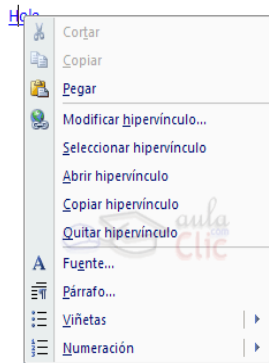 Hola
Cortar
Copiar
Pegar
Modificar hipervínculo...
Seleccionar hipervínculo
Abrir hipervínculo
Copiar hipervínculo
Quitar hipervínculo
Fuente...
Párrafo...
Viñetas
Numeración
aula
Clic
.com